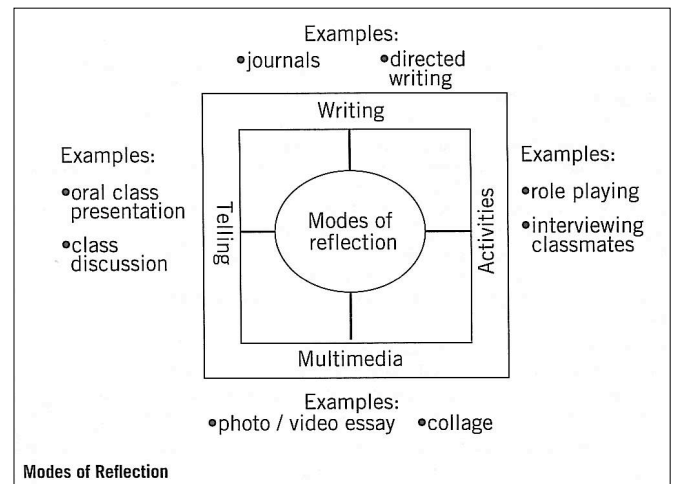 Examples:
•journals
•directed
writing
Writing
Examples:
•oral class
presentation
•class
discussion
Telling
Modes of
reflection
Activities
Examples:
•role playing
•interviewing
classmates
Multimedia
Examples:
•photo / video essay
•collage
Modes of Reflection